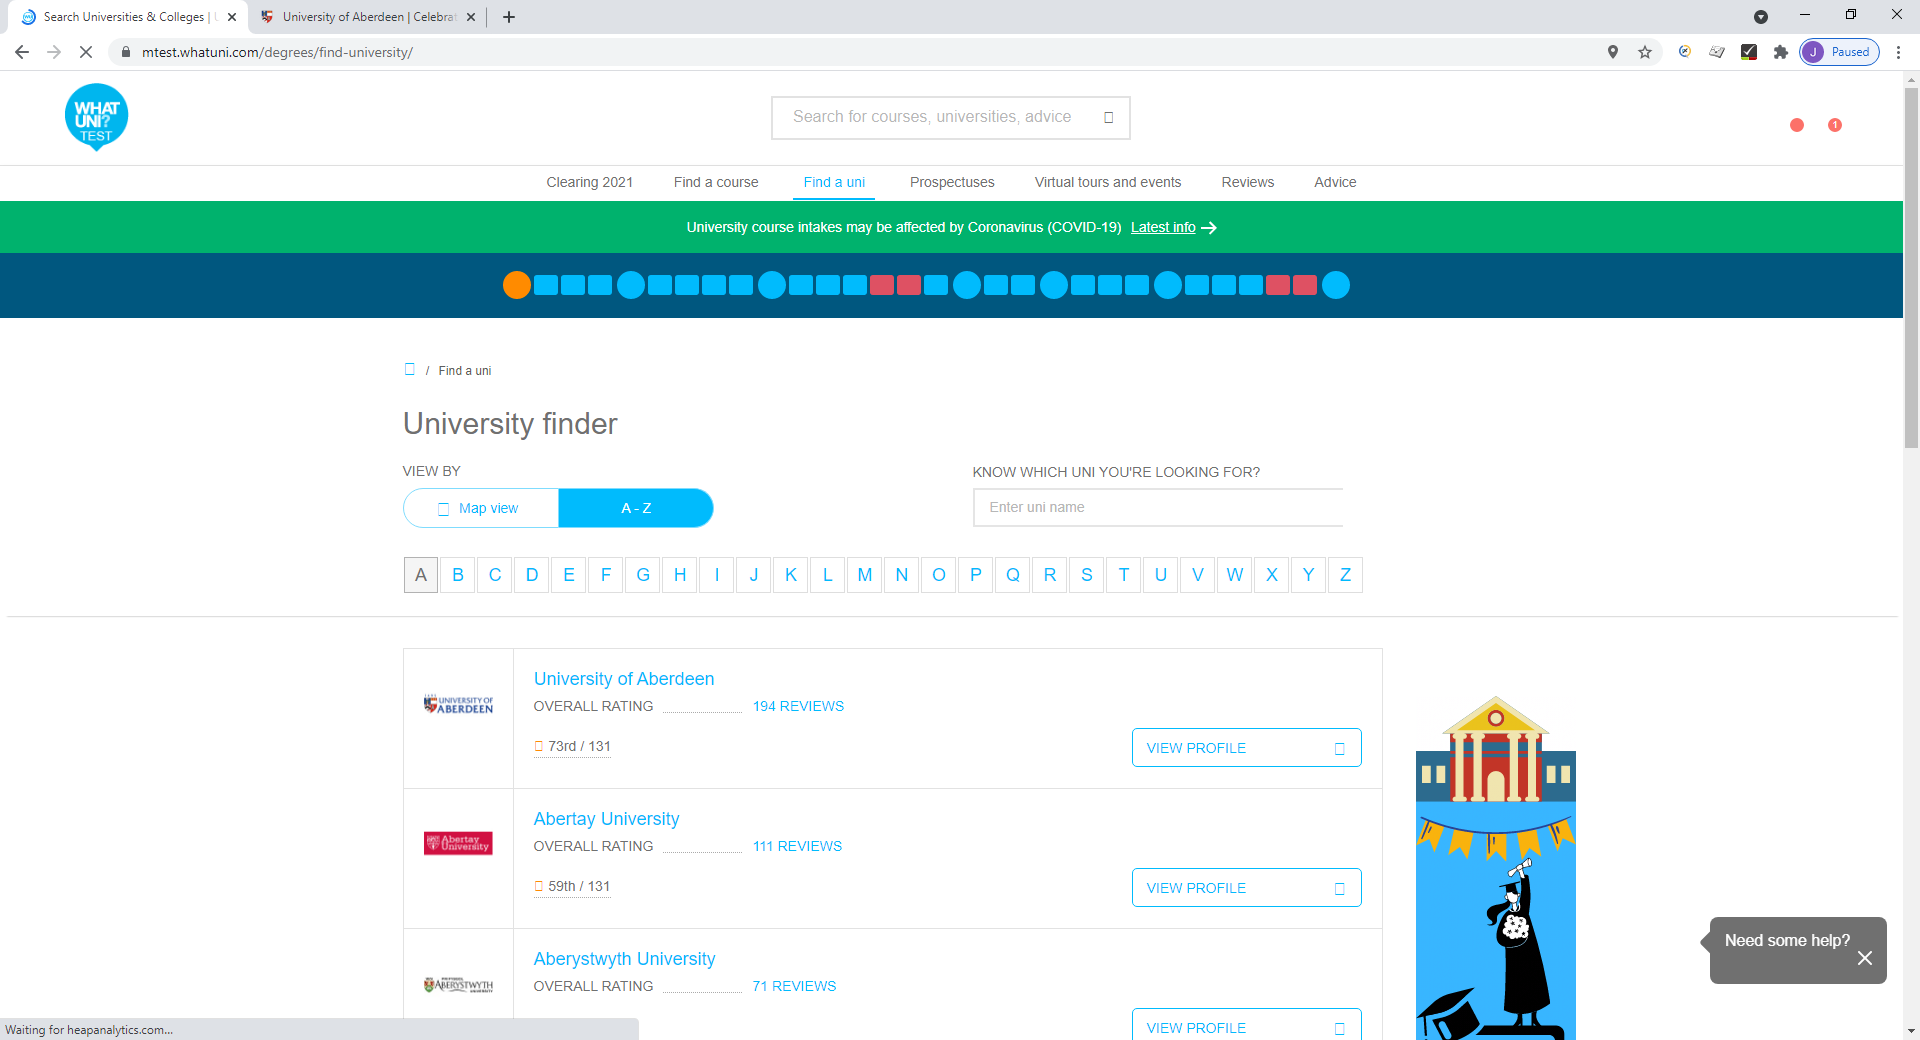 Search Universities & Colleges |
University of Aberdeen | Celebrat
mtest.whatuni.com/degrees/find-university/
J Paused
WHAT
UNI?
TEST
Search for courses, universities, advice
1
Clearing 2021 Find a course Find a uni Prospectuses Virtual tours and events Reviews Advice
University course intakes may be affected by Coronavirus (COVID-19) Latest info
/ Find a uni
University finder
VIEW BY
KNOW WHICH UNI YOU'RE LOOKING FOR?
Map view A - Z
Enter uni name
A B C D E F G H I J K L M N O P Q R S T U V W X Y Z
UNIVERSITY OF
ABERDEEN
University of Aberdeen
OVERALL RATING 194 REVIEWS
73rd / 131
VIEW PROFILE
Abertay
University
Abertay University
OVERALL RATING 111 REVIEWS
59th / 131
VIEW PROFILE
ABERYSTWYTH
Aberystwyth University
OVERALL RATING 71 REVIEWS
VIEW PROFILE
Need some help?
Waiting for heapanalytics.com...